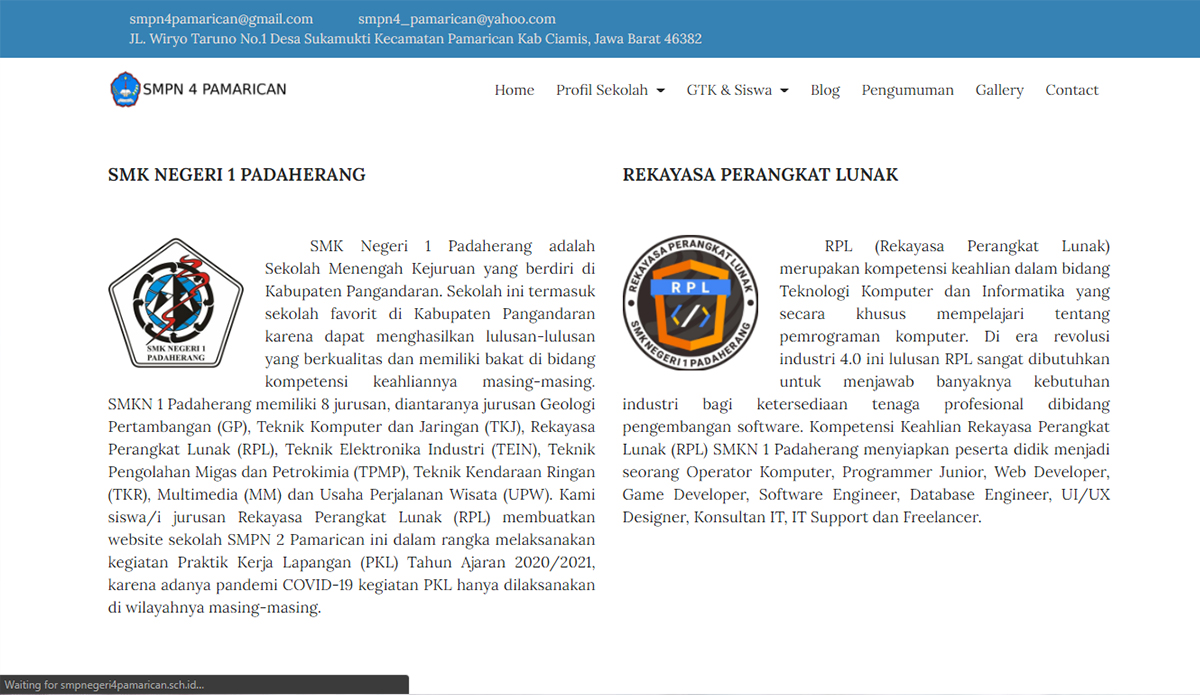 smpn4pamarican@gmail.com smpn4_pamarican@yahoo.com
JL. Wiryo Taruno No.1 Desa Sukamukti Kecamatan Pamarican Kab Ciamis, Jawa Barat 46382
SMPN 4 PAMARICAN
Home Profil Sekolah GTK & Siswa Blog Pengumuman Gallery Contact
SMK NEGERI 1 PADAHERANG
SMK NEGERI 1
PADAHERANG
SMK Negeri 1 Padaherang adalah
Sekolah Menengah Kejuruan yang berdiri di
Kabupaten Pangandaran. Sekolah ini termasuk
sekolah favorit di Kabupaten Pangandaran
karena dapat menghasilkan lulusan-lulusan
yang berkualitas dan memiliki bakat di bidang
kompetensi keahliannya masing-masing.
SMKN 1 Padaherang memiliki 8 jurusan, diantaranya jurusan Geologi
Pertambangan (GP), Teknik Komputer dan Jaringan (TKJ), Rekayasa
Perangkat Lunak (RPL), Teknik Elektronika Industri (TEIN), Teknik
Pengolahan Migas dan Petrokimia (TPMP), Teknik Kendaraan Ringan
(TKR), Multimedia (MM) dan Usaha Perjalanan Wisata (UPW). Kami
siswa/i jurusan Rekayasa Perangkat Lunak (RPL) membuatkan
website sekolah SMPN 2 Pamarican ini dalam rangka melaksanakan
kegiatan Praktik Kerja Lapangan (PKL) Tahun Ajaran 2020/2021,
karena adanya pandemi COVID-19 kegiatan PKL hanya dilaksanakan
di wilayahnya masing-masing.
REKAYASA PERANGKAT LUNAK
REKAYASA PERANGKAT LUNAK
RPL
SMK NEGERI 1 PADAHERANG
RPL (Rekayasa Perangkat Lunak)
merupakan kompetensi keahlian dalam bidang
Teknologi Komputer dan Informatika yang
secara khusus mempelajari tentang
pemrograman komputer. Di era revolusi
industri 4.0 ini lulusan RPL sangat dibutuhkan
untuk menjawab banyaknya kebutuhan
industri bagi ketersediaan tenaga profesional dibidang
pengembangan software. Kompetensi Keahlian Rekayasa Perangkat
Lunak (RPL) SMKN 1 Padaherang menyiapkan peserta didik menjadi
seorang Operator Komputer, Programmer Junior, Web Developer,
Game Developer, Software Engineer, Database Engineer, UI/UX
Designer, Konsultan IT, IT Support dan Freelancer.
Waiting for smpnegeri4pamarican.sch.id...